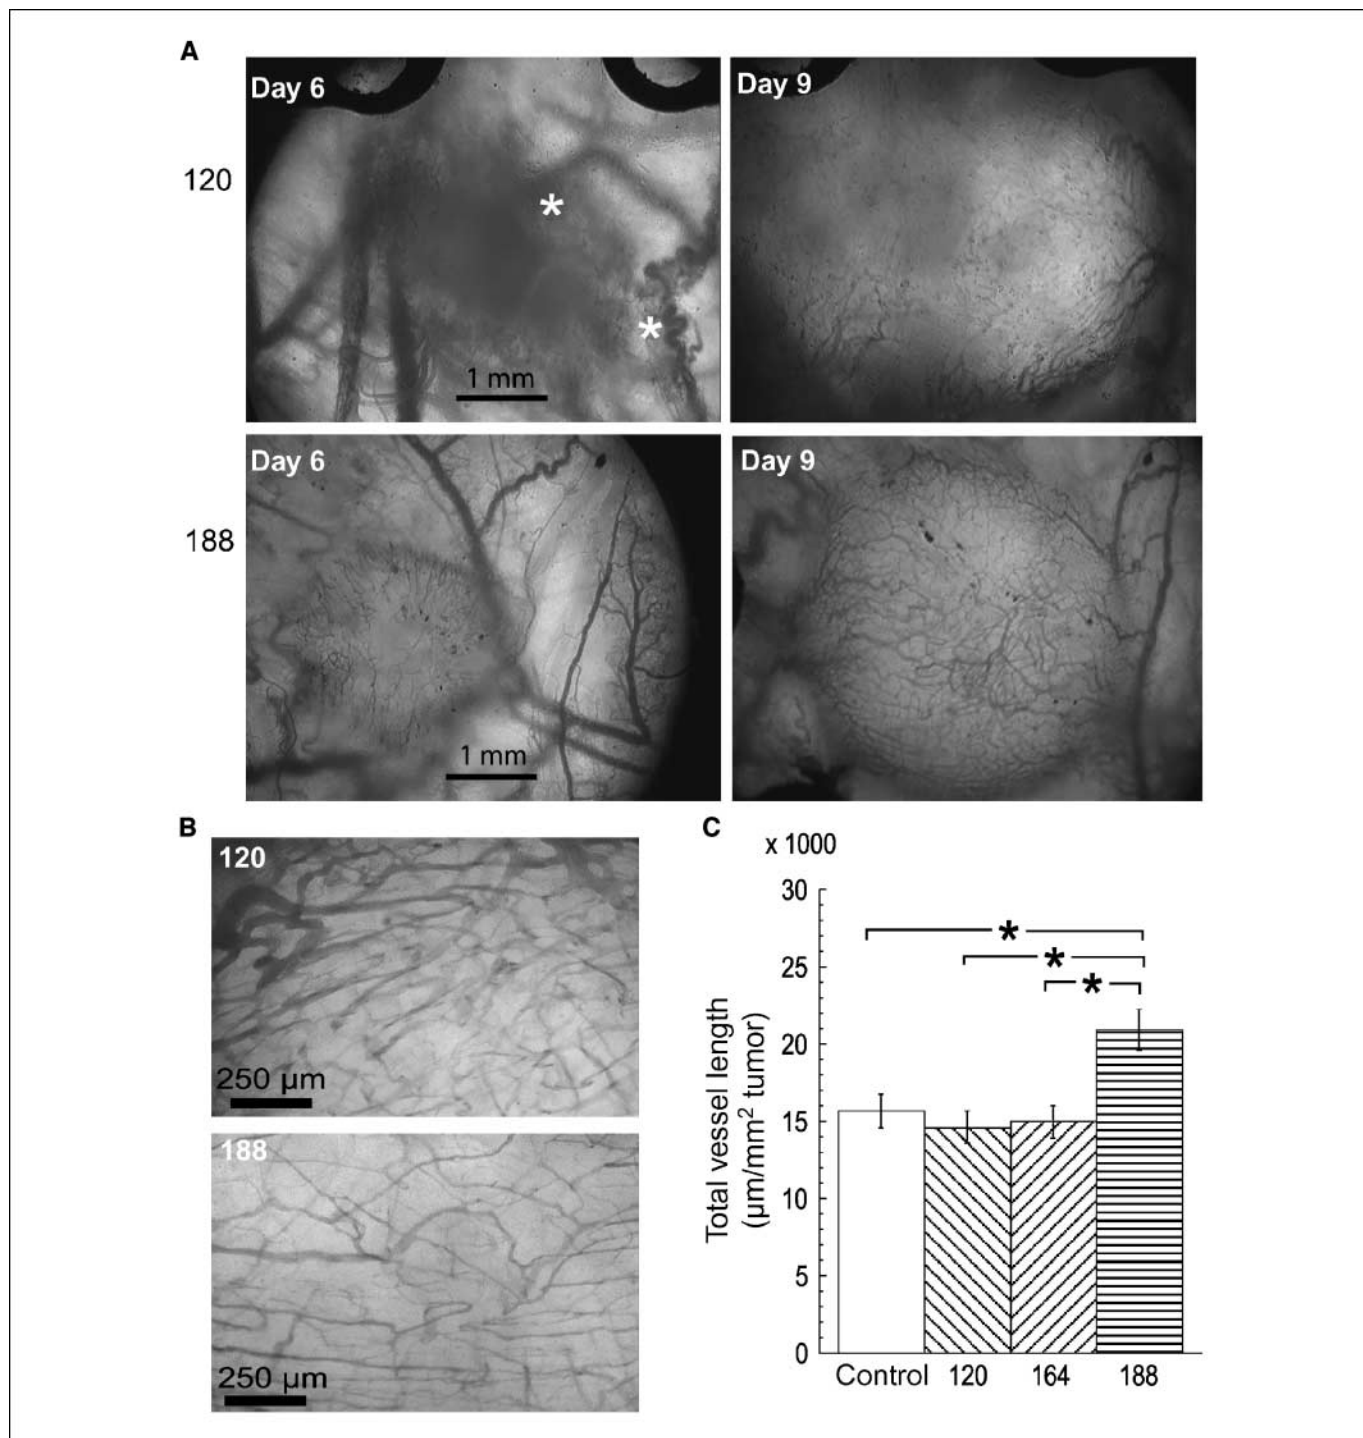 A
Day 6
Day 9
120
*
*
1 mm
Day 6
Day 9
188
1 mm
B
120
250 µm
188
250 µm
C
x 1000
30
25
20
15
10
5
0
*
*
*
Total vessel length
(µm/mm² tumor)
Control 120 164 188